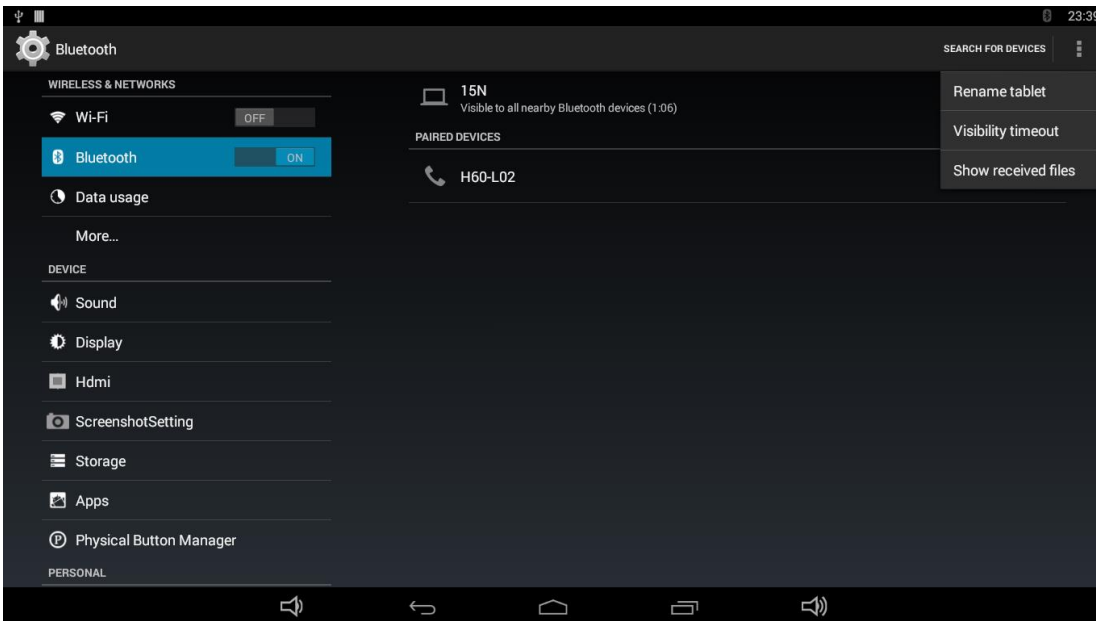 23:39
Bluetooth
SEARCH FOR DEVICES
WIRELESS & NETWORKS
Wi-Fi
OFF
Bluetooth
ON
Data usage
More...
DEVICE
Sound
Display
Hdmi
ScreenshotSetting
Storage
Apps
Physical Button Manager
PERSONAL
15N
Visible to all nearby Bluetooth devices (1:06)
PAIRED DEVICES
H60-L02
Rename tablet
Visibility timeout
Show received files